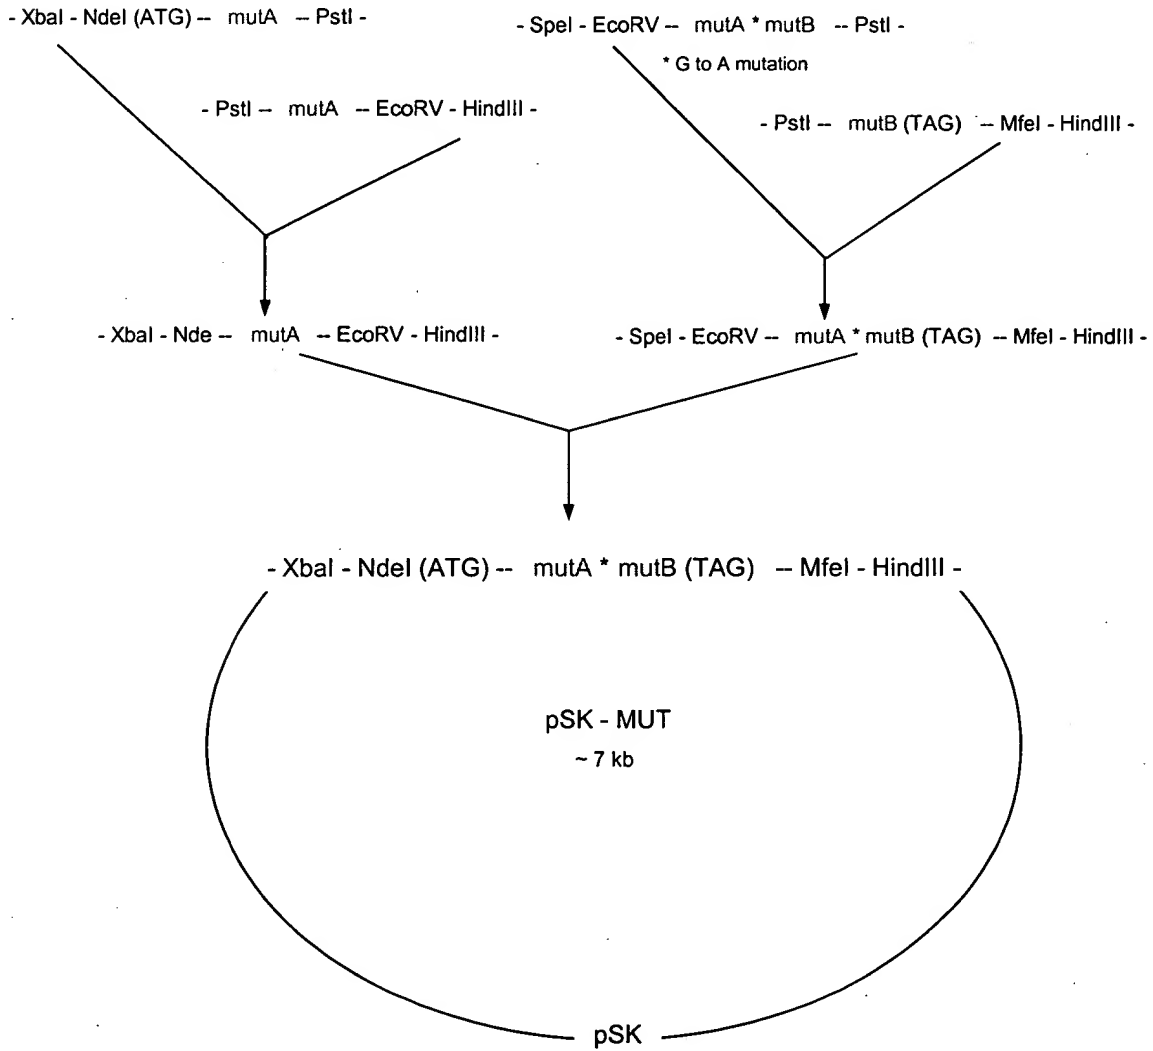 - XbaI - NdeI (ATG) -- mutA -- PstI -
- SpeI - EcoRV -- mutA * mutB -- PstI -
* G to A mutation
- PstI -- mutA -- EcoRV - HindIII -
- PstI -- mutB (TAG) -- MfeI - HindIII -
- XbaI - Nde -- mutA -- EcoRV - HindIII -
- SpeI - EcoRV -- mutA * mutB (TAG) -- MfeI - HindIII -
- XbaI - NdeI (ATG) -- mutA * mutB (TAG) -- MfeI - HindIII -
pSK - MUT
~ 7 kb
pSK